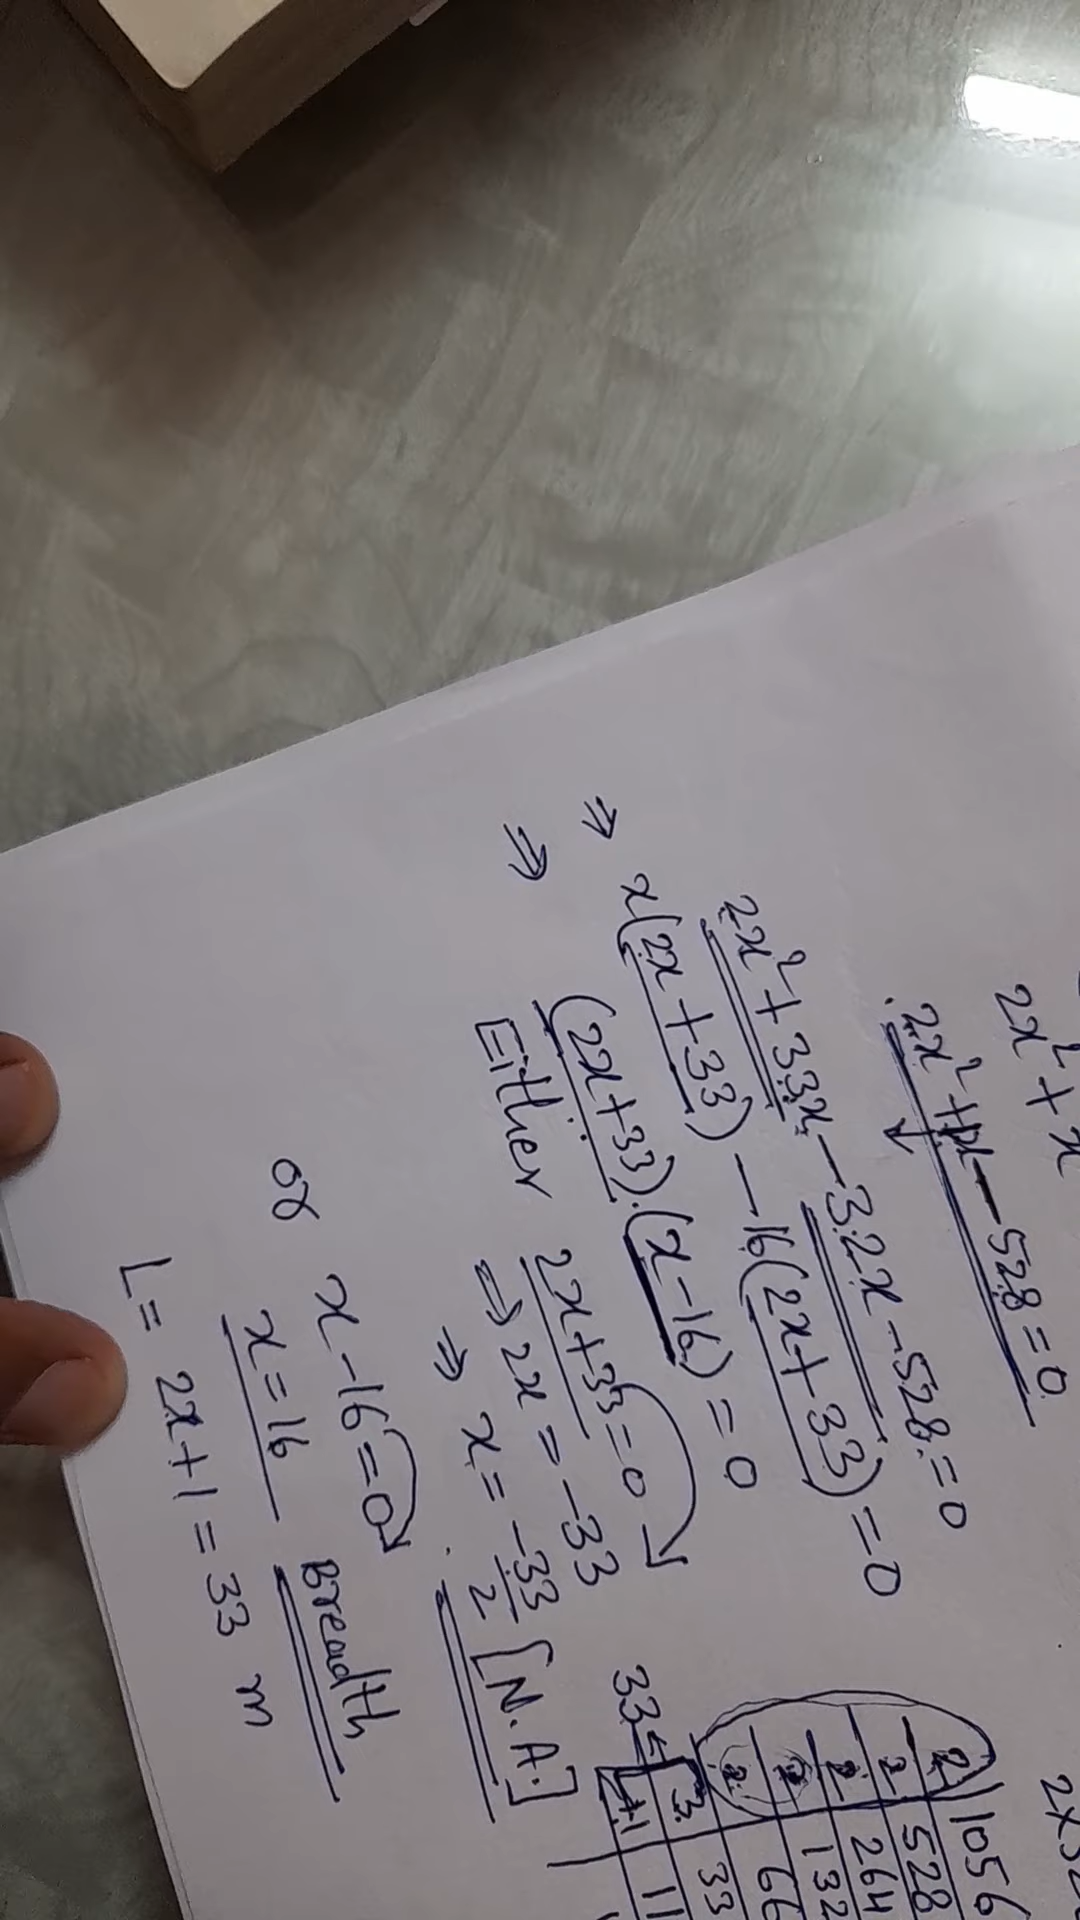 2x² + x
2x² + x - 528 = 0
2x² + 33x - 32x - 528 = 0
⇒ x(2x + 33) - 16(2x + 33) = 0
⇒ (2x + 33).(x - 16) = 0
Either 2x + 33 = 0
⇒ 2x = -33
⇒ x = -33/2 [N.A.]
or x - 16 = 0
x = 16 Breadth
L = 2x + 1 = 33 m
2 | 1056
2 | 528
2 | 264
2 | 132
2 | 66
3 | 33
11
33